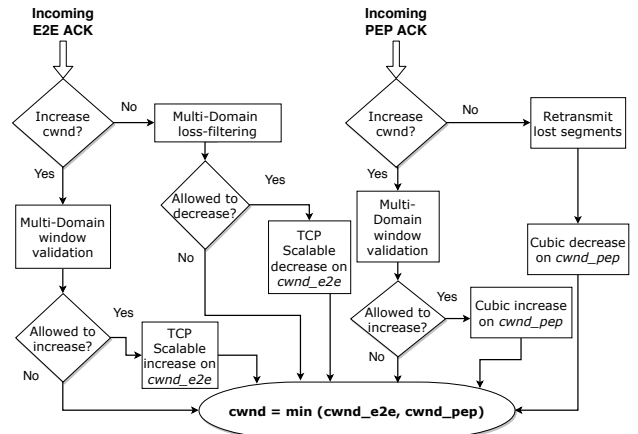 Incoming
E2E ACK
Increase
cwnd?
No
Multi-Domain
loss-filtering
Yes
Yes
Allowed to
decrease?
Multi-Domain
window
validation
No
TCP
Scalable
decrease on
cwnd_e2e
Allowed to
increase?
Yes
TCP
Scalable
increase on
cwnd_e2e
No
Incoming
PEP ACK
Increase
cwnd?
No
Retransmit
lost segments
Yes
Multi-
Domain
window
validation
Cubic decrease
on cwnd_pep
Allowed to
increase?
Yes
Cubic increase
on cwnd_pep
No
cwnd = min (cwnd_e2e, cwnd_pep)